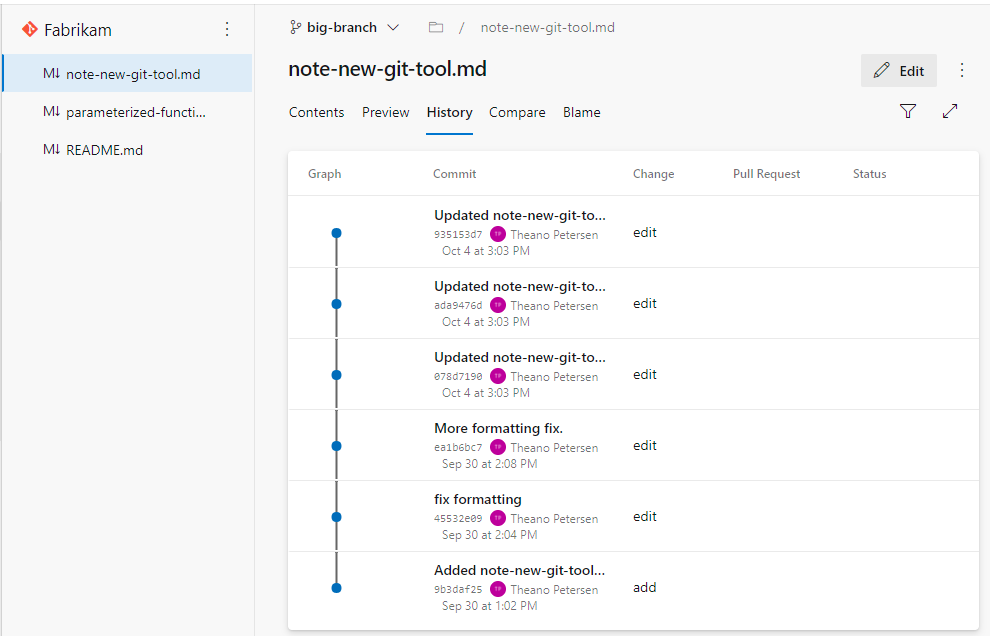 Fabrikam
note-new-git-tool.md
parameterized-functi...
README.md
big-branch / note-new-git-tool.md
note-new-git-tool.md
Edit
Contents Preview History Compare Blame
Graph Commit Change Pull Request Status
Updated note-new-git-to...
935153d7 TP Theano Petersen
edit
Oct 4 at 3:03 PM
Updated note-new-git-to...
ada9476d TP Theano Petersen
edit
Oct 4 at 3:03 PM
Updated note-new-git-to...
078d7190 TP Theano Petersen
edit
Oct 4 at 3:03 PM
More formatting fix.
ea1b6bc7 TP Theano Petersen
edit
Sep 30 at 2:08 PM
fix formatting
45532e09 TP Theano Petersen
edit
Sep 30 at 2:04 PM
Added note-new-git-tool...
9b3daf25 TP Theano Petersen
add
Sep 30 at 1:02 PM